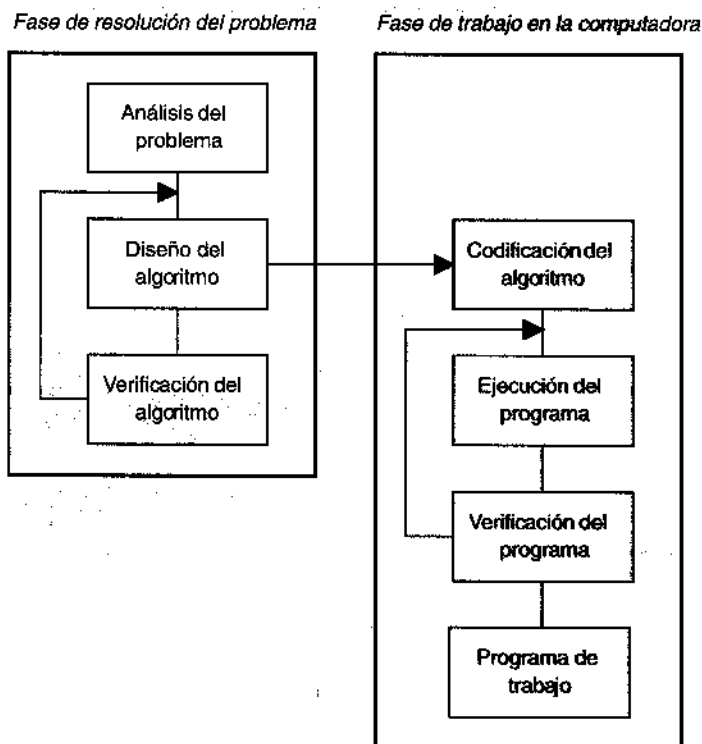 Fase de resolución del problema
Fase de trabajo en la computadora
Análisis del
problema
Diseño del
algoritmo
Verificación del
algoritmo
Codificación del
algoritmo
Ejecución del
programa
Verificación del
programa
Programa de
trabajo